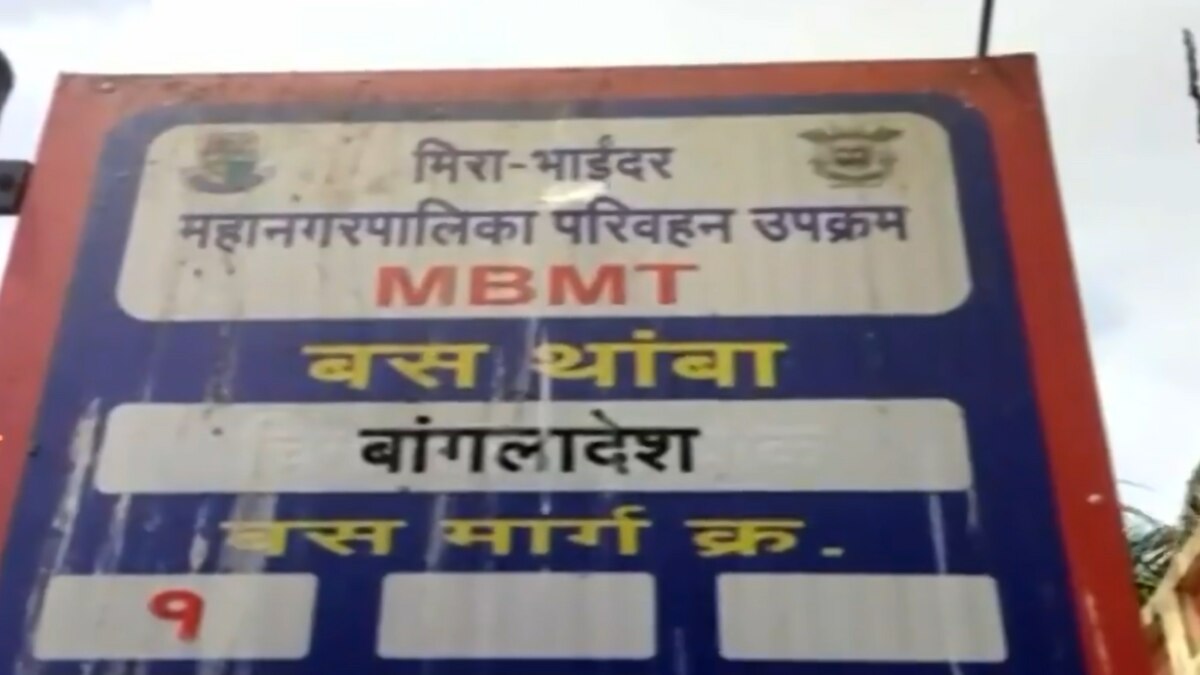 मिरा-भाईंदर
महानगरपालिका परिवहन उपक्रम
MBMT
बस थांबा
बांगलादेश
बस मार्ग क्र.
१